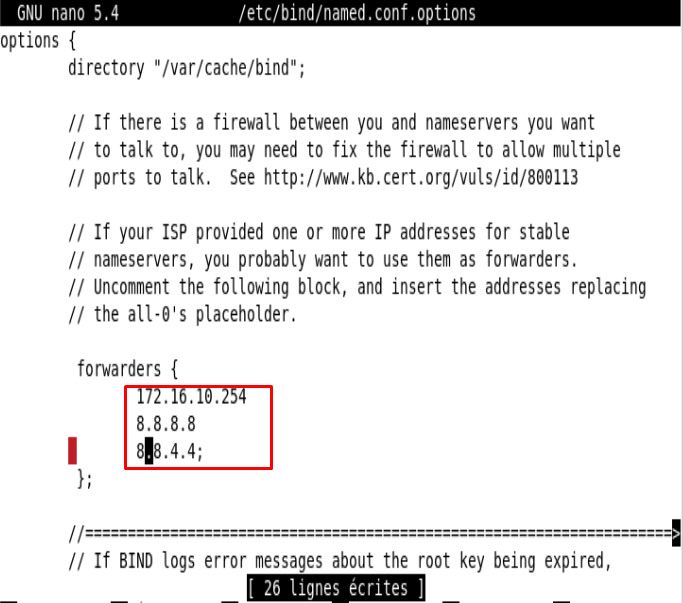 GNU nano 5.4 /etc/bind/named.conf.options
options {
directory "/var/cache/bind";
// If there is a firewall between you and nameservers you want
// to talk to, you may need to fix the firewall to allow multiple
// ports to talk.  See http://www.kb.cert.org/vuls/id/800113
// If your ISP provided one or more IP addresses for stable
// nameservers, you probably want to use them as forwarders.
// Uncomment the following block, and insert the addresses replacing
// the all-0's placeholder.
forwarders {
172.16.10.254
8.8.8.8
8.8.4.4;
};
//=====================================================================>
// If BIND logs error messages about the root key being expired,
[ 26 lignes écrites ]